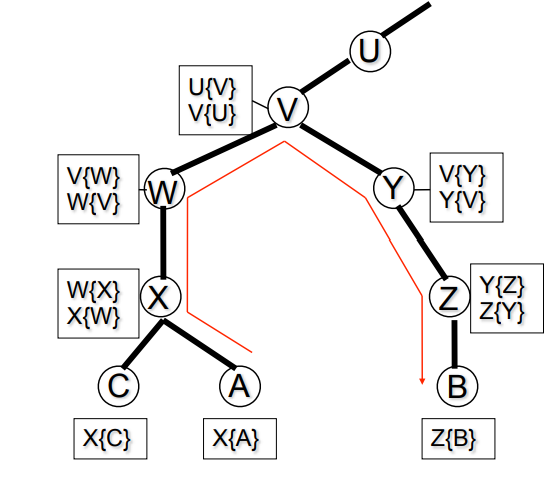 U
U{V}
V{U}
V
V{W}
W{V}
W
Y
V{Y}
Y{V}
W{X}
X{W}
X
Z
Y{Z}
Z{Y}
C
A
B
X{C}
X{A}
Z{B}